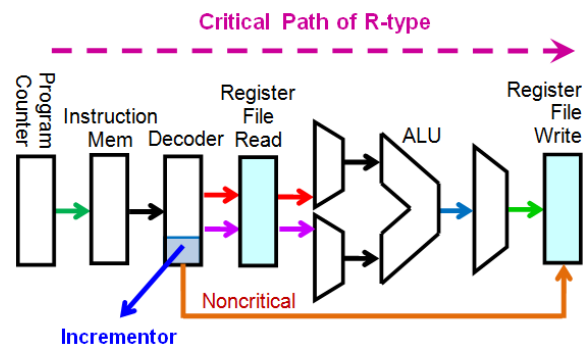 Critical Path of R-type
Program
Counter
Instruction
Mem
Decoder
Register
File
Read
ALU
Register
File
Write
Noncritical
Incrementor